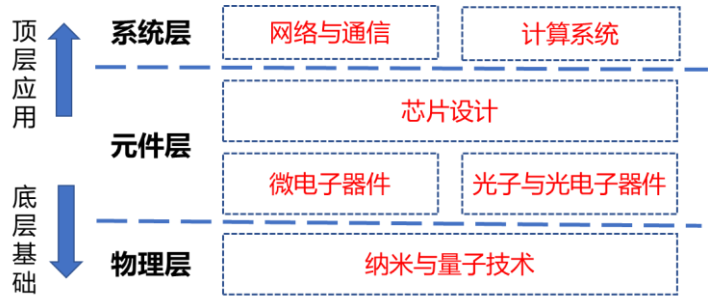 顶层应用
系统层
网络与通信
计算系统
元件层
芯片设计
微电子器件
光子与光电子器件
底层基础
物理层
纳米与量子技术